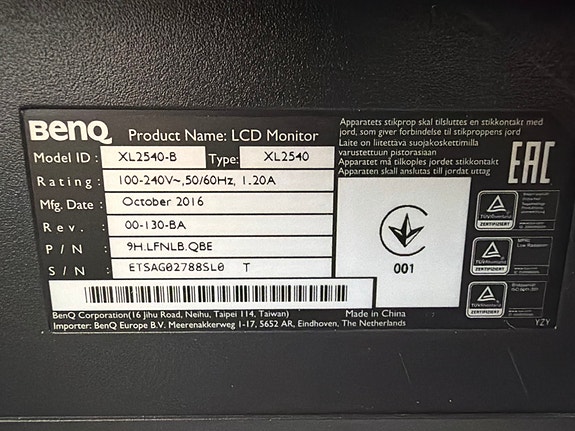 BenQ Product Name: LCD Monitor
Model ID : XL2540-B Type: XL2540
Rating : 100-240V~,50/60Hz, 1.20A
Mfg. Date : October 2016
Rev. : 00-130-BA
P / N : 9H.LFNLB.QBE
S / N : ETSAG02788SL0 T
BenQ Corporation(16 Jihu Road, Neihu, Taipei 114, Taiwan)
Importer: BenQ Europe B.V. Meerenakkerweg 1-17, 5652 AR, Eindhoven, The Netherlands
Apparatets stikprop skal tilsluttes en stikkontakt med
jord, som giver forbindelse til stikproppens jord
Laite on liitettävä suojakoskettimilla
varustettuun pistorasiaan
Apparatet må tilkoples jordet stikkontakt
Apparaten skall anslutas till jordat uttag
EAC
001
Made in China
TÜVRheinland
ZERTIFIZIERT
TÜVRheinland
ZERTIFIZIERT
TÜVRheinland
ZERTIFIZIERT
YZY